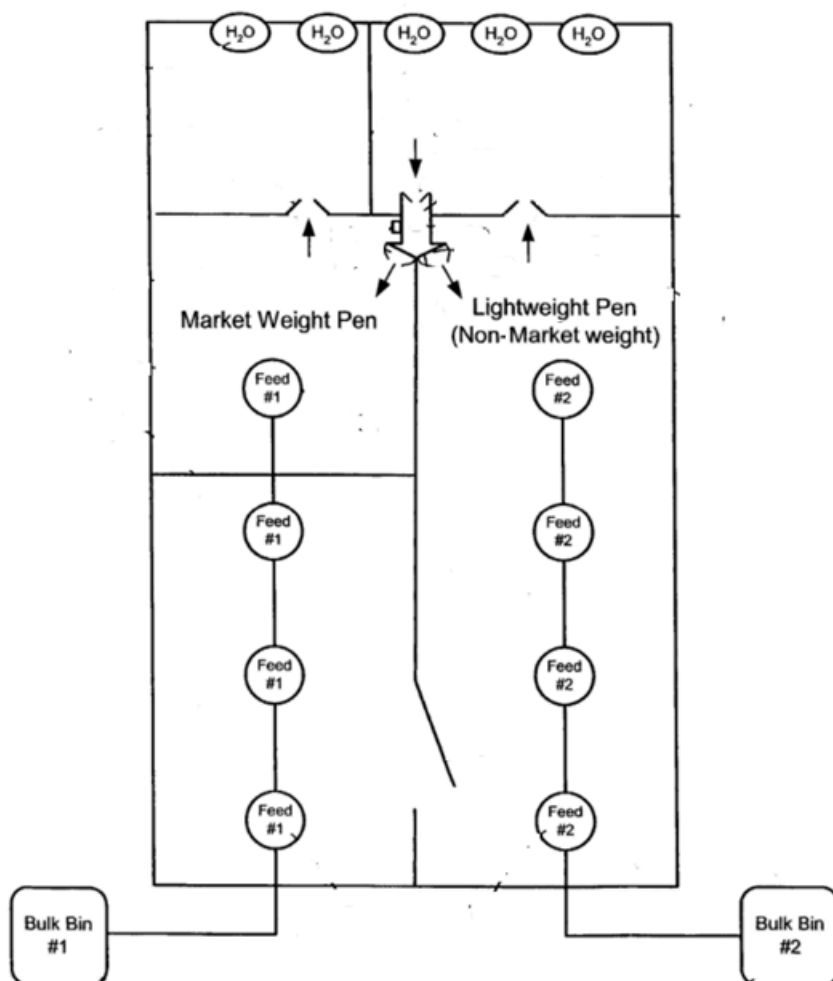 H₂O
H₂O
H₂O
H₂O
H₂O
Market Weight Pen
Lightweight Pen
(Non-Market weight)
Feed
#1
Feed
#2
Feed
#1
Feed
#2
Feed
#1
Feed
#2
Feed
#1
Feed
#2
Bulk Bin
#1
Bulk Bin
#2